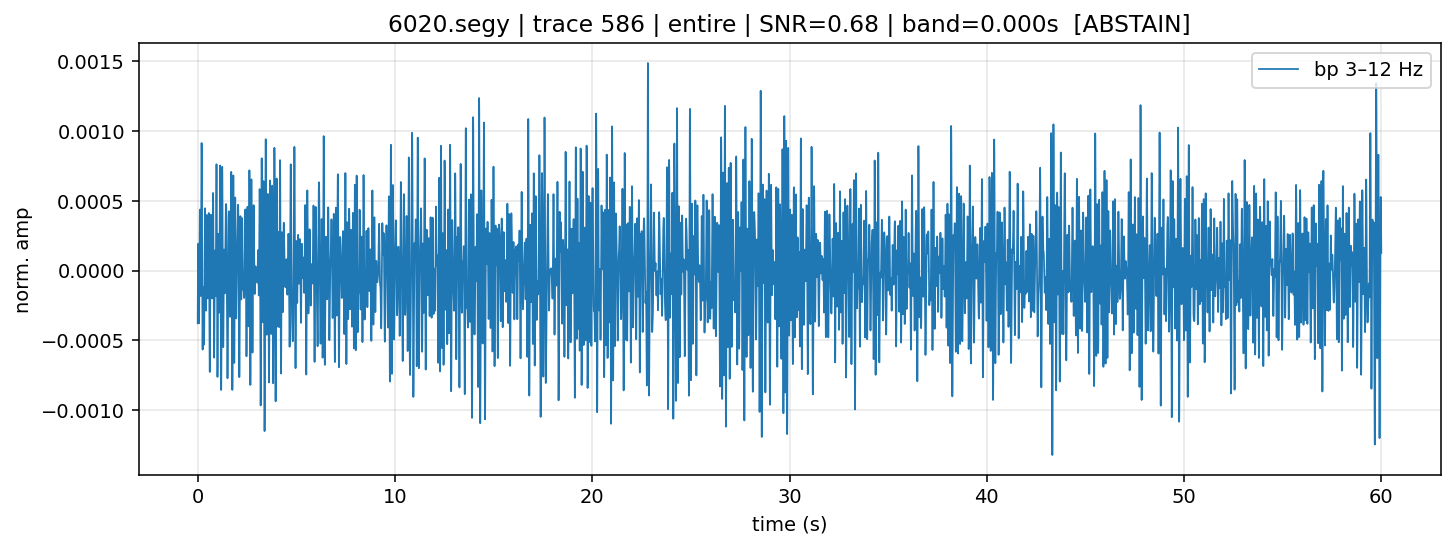 6020.segy | trace 586 | entire | SNR=0.68 | band=0.000s  [ABSTAIN]
bp 3–12 Hz
norm. amp
0.0015
0.0010
0.0005
0.0000
−0.0005
−0.0010
0 10 20 30 40 50 60
time (s)